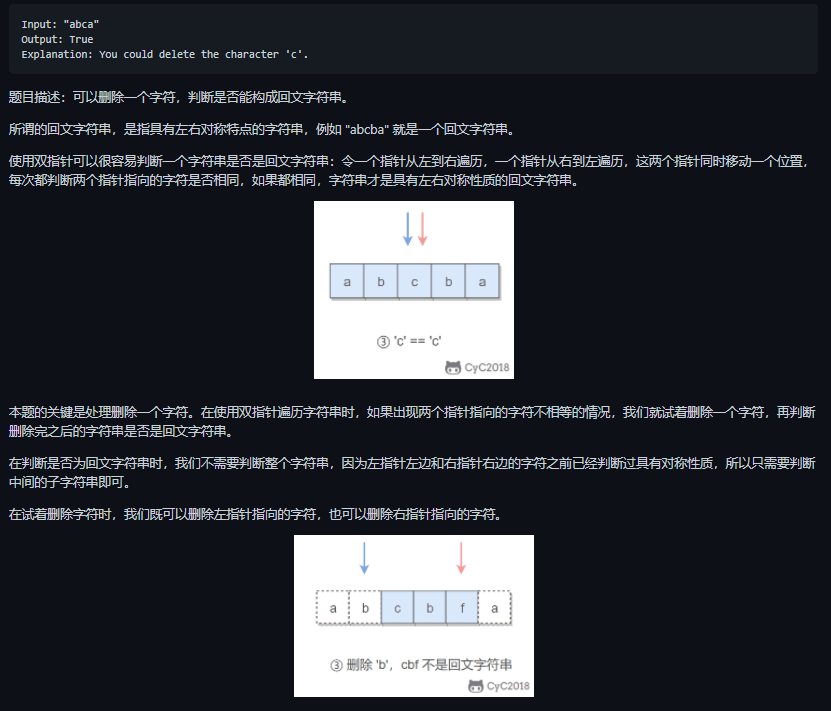 Input: "abca"
Output: True
Explanation: You could delete the character 'c'.
题目描述：可以删除一个字符，判断是否能构成回文字符串。
所谓的回文字符串，是指具有左右对称特点的字符串，例如 "abcba" 就是一个回文字符串。
使用双指针可以很容易判断一个字符串是否是回文字符串：令一个指针从左到右遍历，一个指针从右到左遍历，这两个指针同时移动一个位置，
每次都判断两个指针指向的字符是否相同，如果都相同，字符串才是具有左右对称性质的回文字符串。
a b c b a
③ 'c' == 'c'
CyC2018
本题的关键是处理删除一个字符。在使用双指针遍历字符串时，如果出现两个指针指向的字符不相等的情况，我们就试着删除一个字符，再判断
删除完之后的字符串是否是回文字符串。
在判断是否为回文字符串时，我们不需要判断整个字符串，因为左指针左边和右指针右边的字符之前已经判断过具有对称性质，所以只需要判断
中间的子字符串即可。
在试着删除字符时，我们既可以删除左指针指向的字符，也可以删除右指针指向的字符。
a b c b f a
③ 删除 'b'，cbf 不是回文字符串
CyC2018